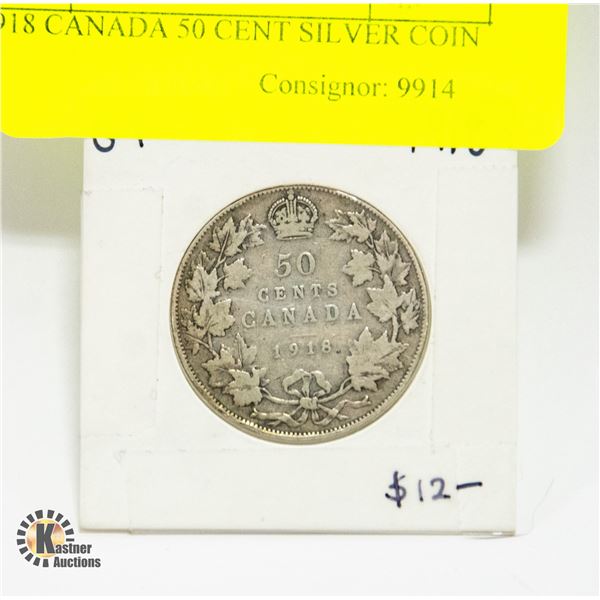 918 CANADA 50 CENT SILVER COIN
Consignor: 9914
50
CENTS
CANADA
1918
$12-
K
Kastner
Auctions